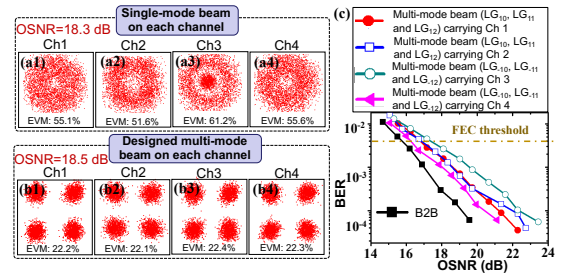 Single-mode beam
on each channel
OSNR=18.3 dB
Ch1 Ch2 Ch3 Ch4
(a1) (a2) (a3) (a4)
EVM: 55.1% EVM: 51.6% EVM: 61.2% EVM: 55.6%
Designed multi-mode
beam on each channel
OSNR=18.5 dB
Ch1 Ch2 Ch3 Ch4
(b1) (b2) (b3) (b4)
EVM: 22.2% EVM: 22.1% EVM: 22.4% EVM: 22.3%
(c)
Multi-mode beam (LG10, LG11
and LG12) carrying Ch 1
Multi-mode beam (LG10, LG11
and LG12) carrying Ch 2
Multi-mode beam (LG-10, LG-11
and LG-12) carrying Ch 3
Multi-mode beam (LG-10, LG-11
and LG-12) carrying Ch 4
10-2
FEC threshold
BER
10-3
B2B
10-4
14 16 18 20 22 24
OSNR (dB)